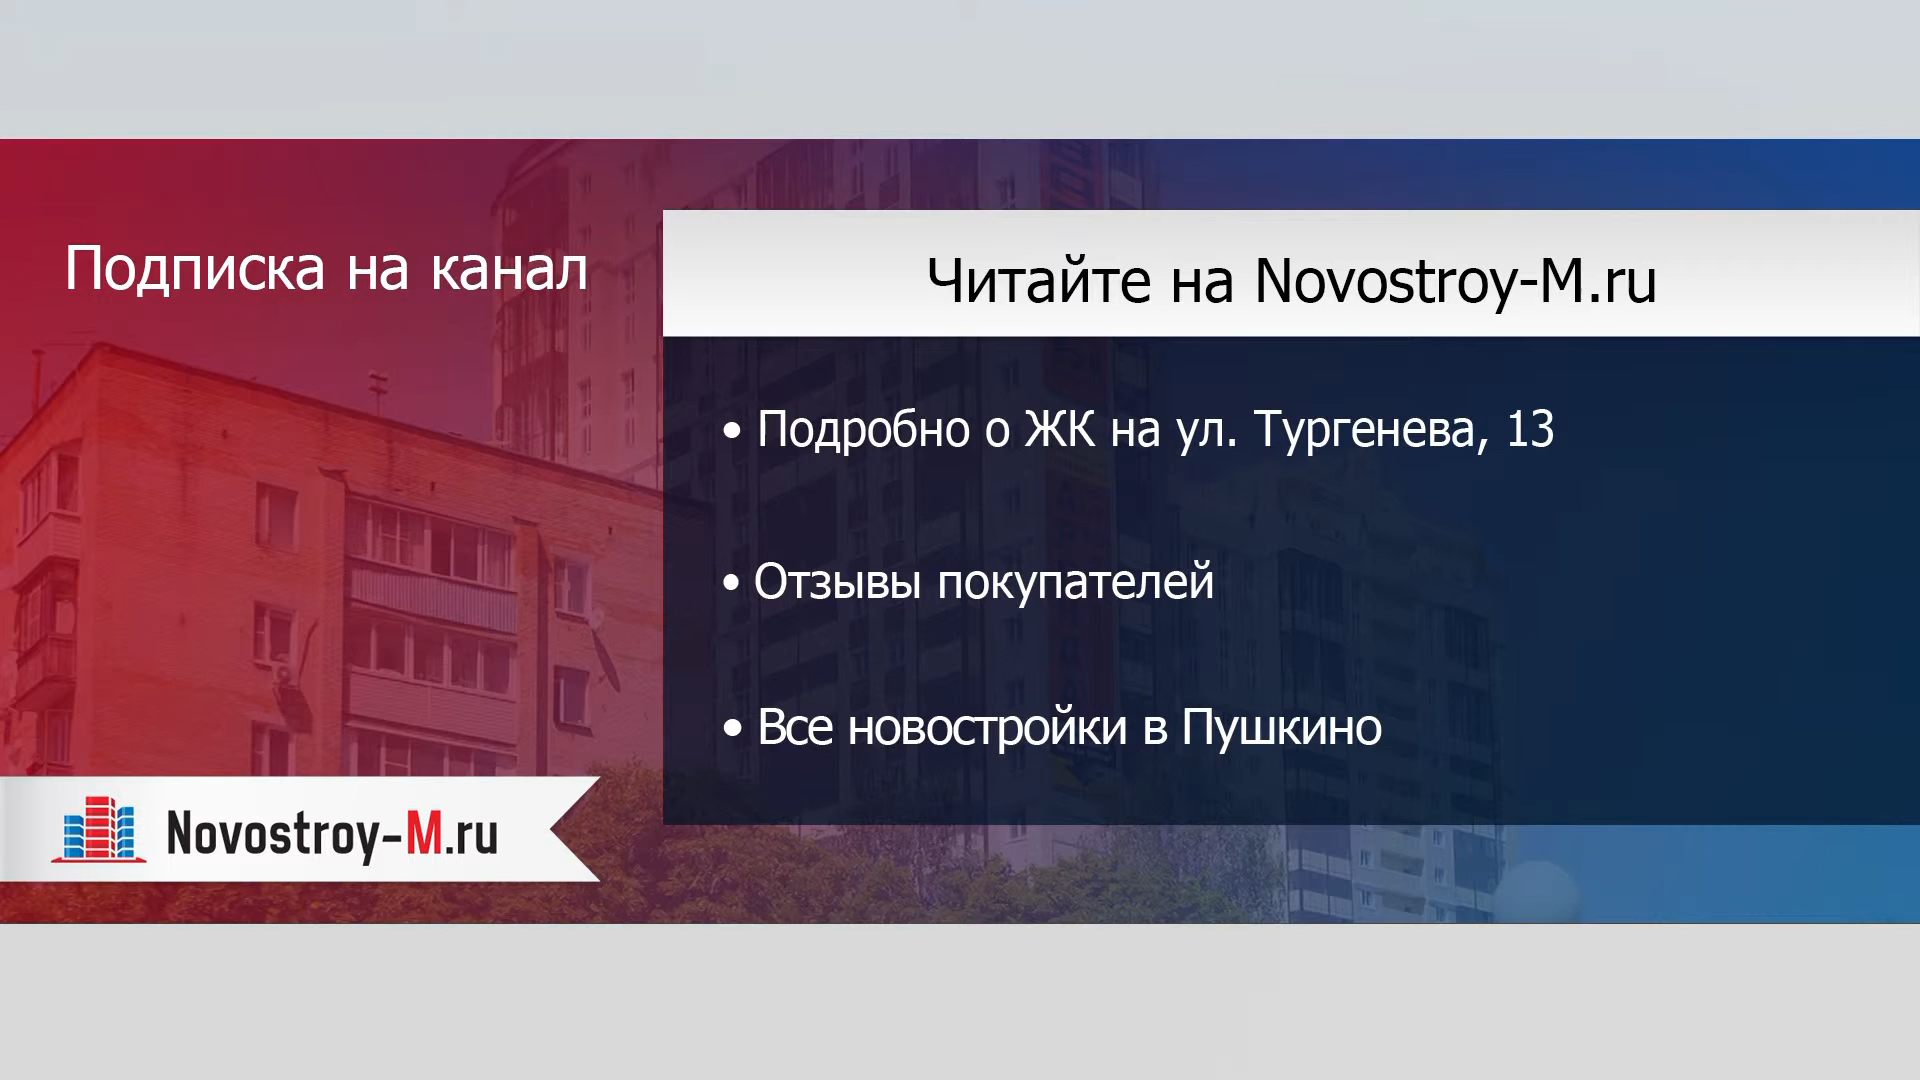 Подписка на канал
Читайте на Novostroy-M.ru
• Подробно о ЖК на ул. Тургенева, 13
• Отзывы покупателей
• Все новостройки в Пушкино
Novostroy-M.ru